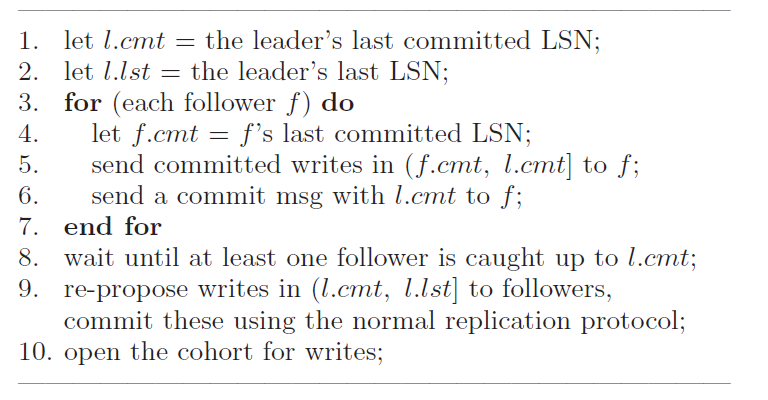 1. let l.cmt = the leader's last committed LSN;
2. let l.lst = the leader's last LSN;
3. for (each follower f) do
4. let f.cmt = f's last committed LSN;
5. send committed writes in (f.cmt, l.cmt] to f;
6. send a commit msg with l.cmt to f;
7. end for
8. wait until at least one follower is caught up to l.cmt;
9. re-propose writes in (l.cmt, l.lst] to followers,
commit these using the normal replication protocol;
10. open the cohort for writes;